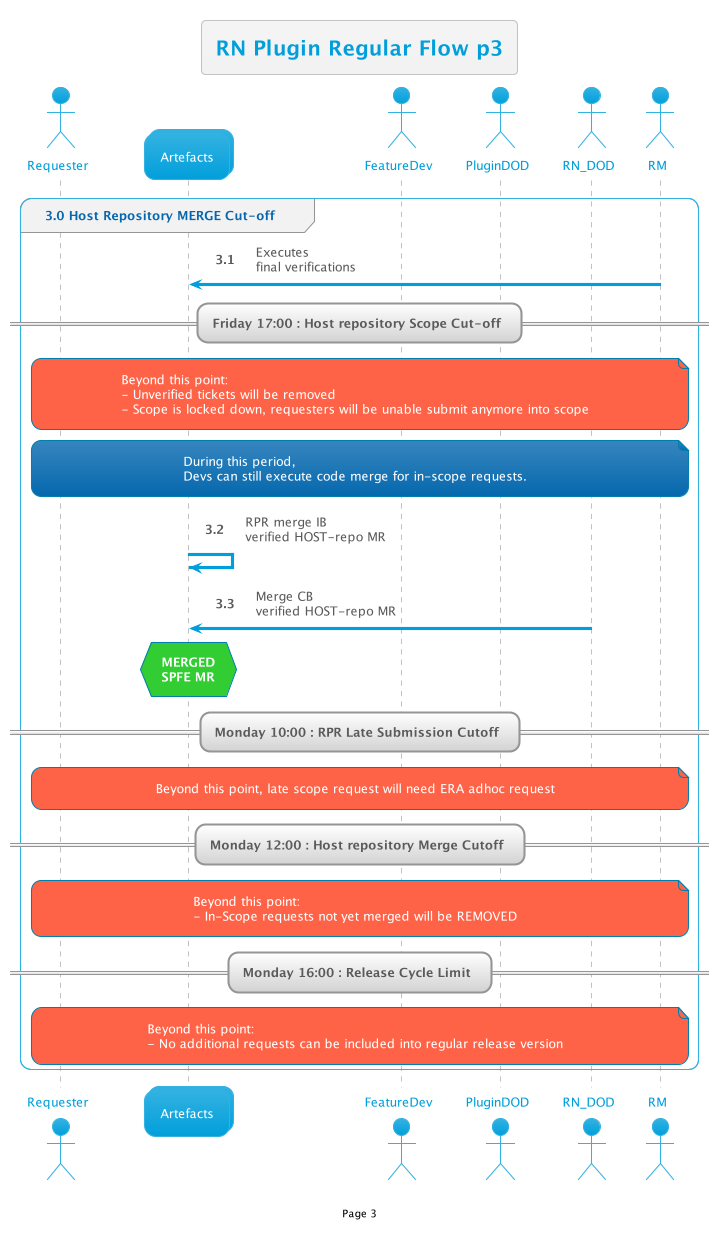 RN Plugin Regular Flow p3
Requester
Artefacts
FeatureDev
PluginDOD
RN_DOD
RM
3.0 Host Repository MERGE Cut-off
3.1
Executes
final verifications
Friday 17:00 : Host repository Scope Cut-off
Beyond this point:
- Unverified tickets will be removed
- Scope is locked down, requesters will be unable submit anymore into scope
During this period,
Devs can still execute code merge for in-scope requests.
3.2
RPR merge IB
verified HOST-repo MR
3.3
Merge CB
verified HOST-repo MR
MERGED
SPFE MR
Monday 10:00 : RPR Late Submission Cutoff
Beyond this point, late scope request will need ERA adhoc request
Monday 12:00 : Host repository Merge Cutoff
Beyond this point:
- In-Scope requests not yet merged will be REMOVED
Monday 16:00 : Release Cycle Limit
Beyond this point:
- No additional requests can be included into regular release version
Requester
Artefacts
FeatureDev
PluginDOD
RN_DOD
RM
Page 3